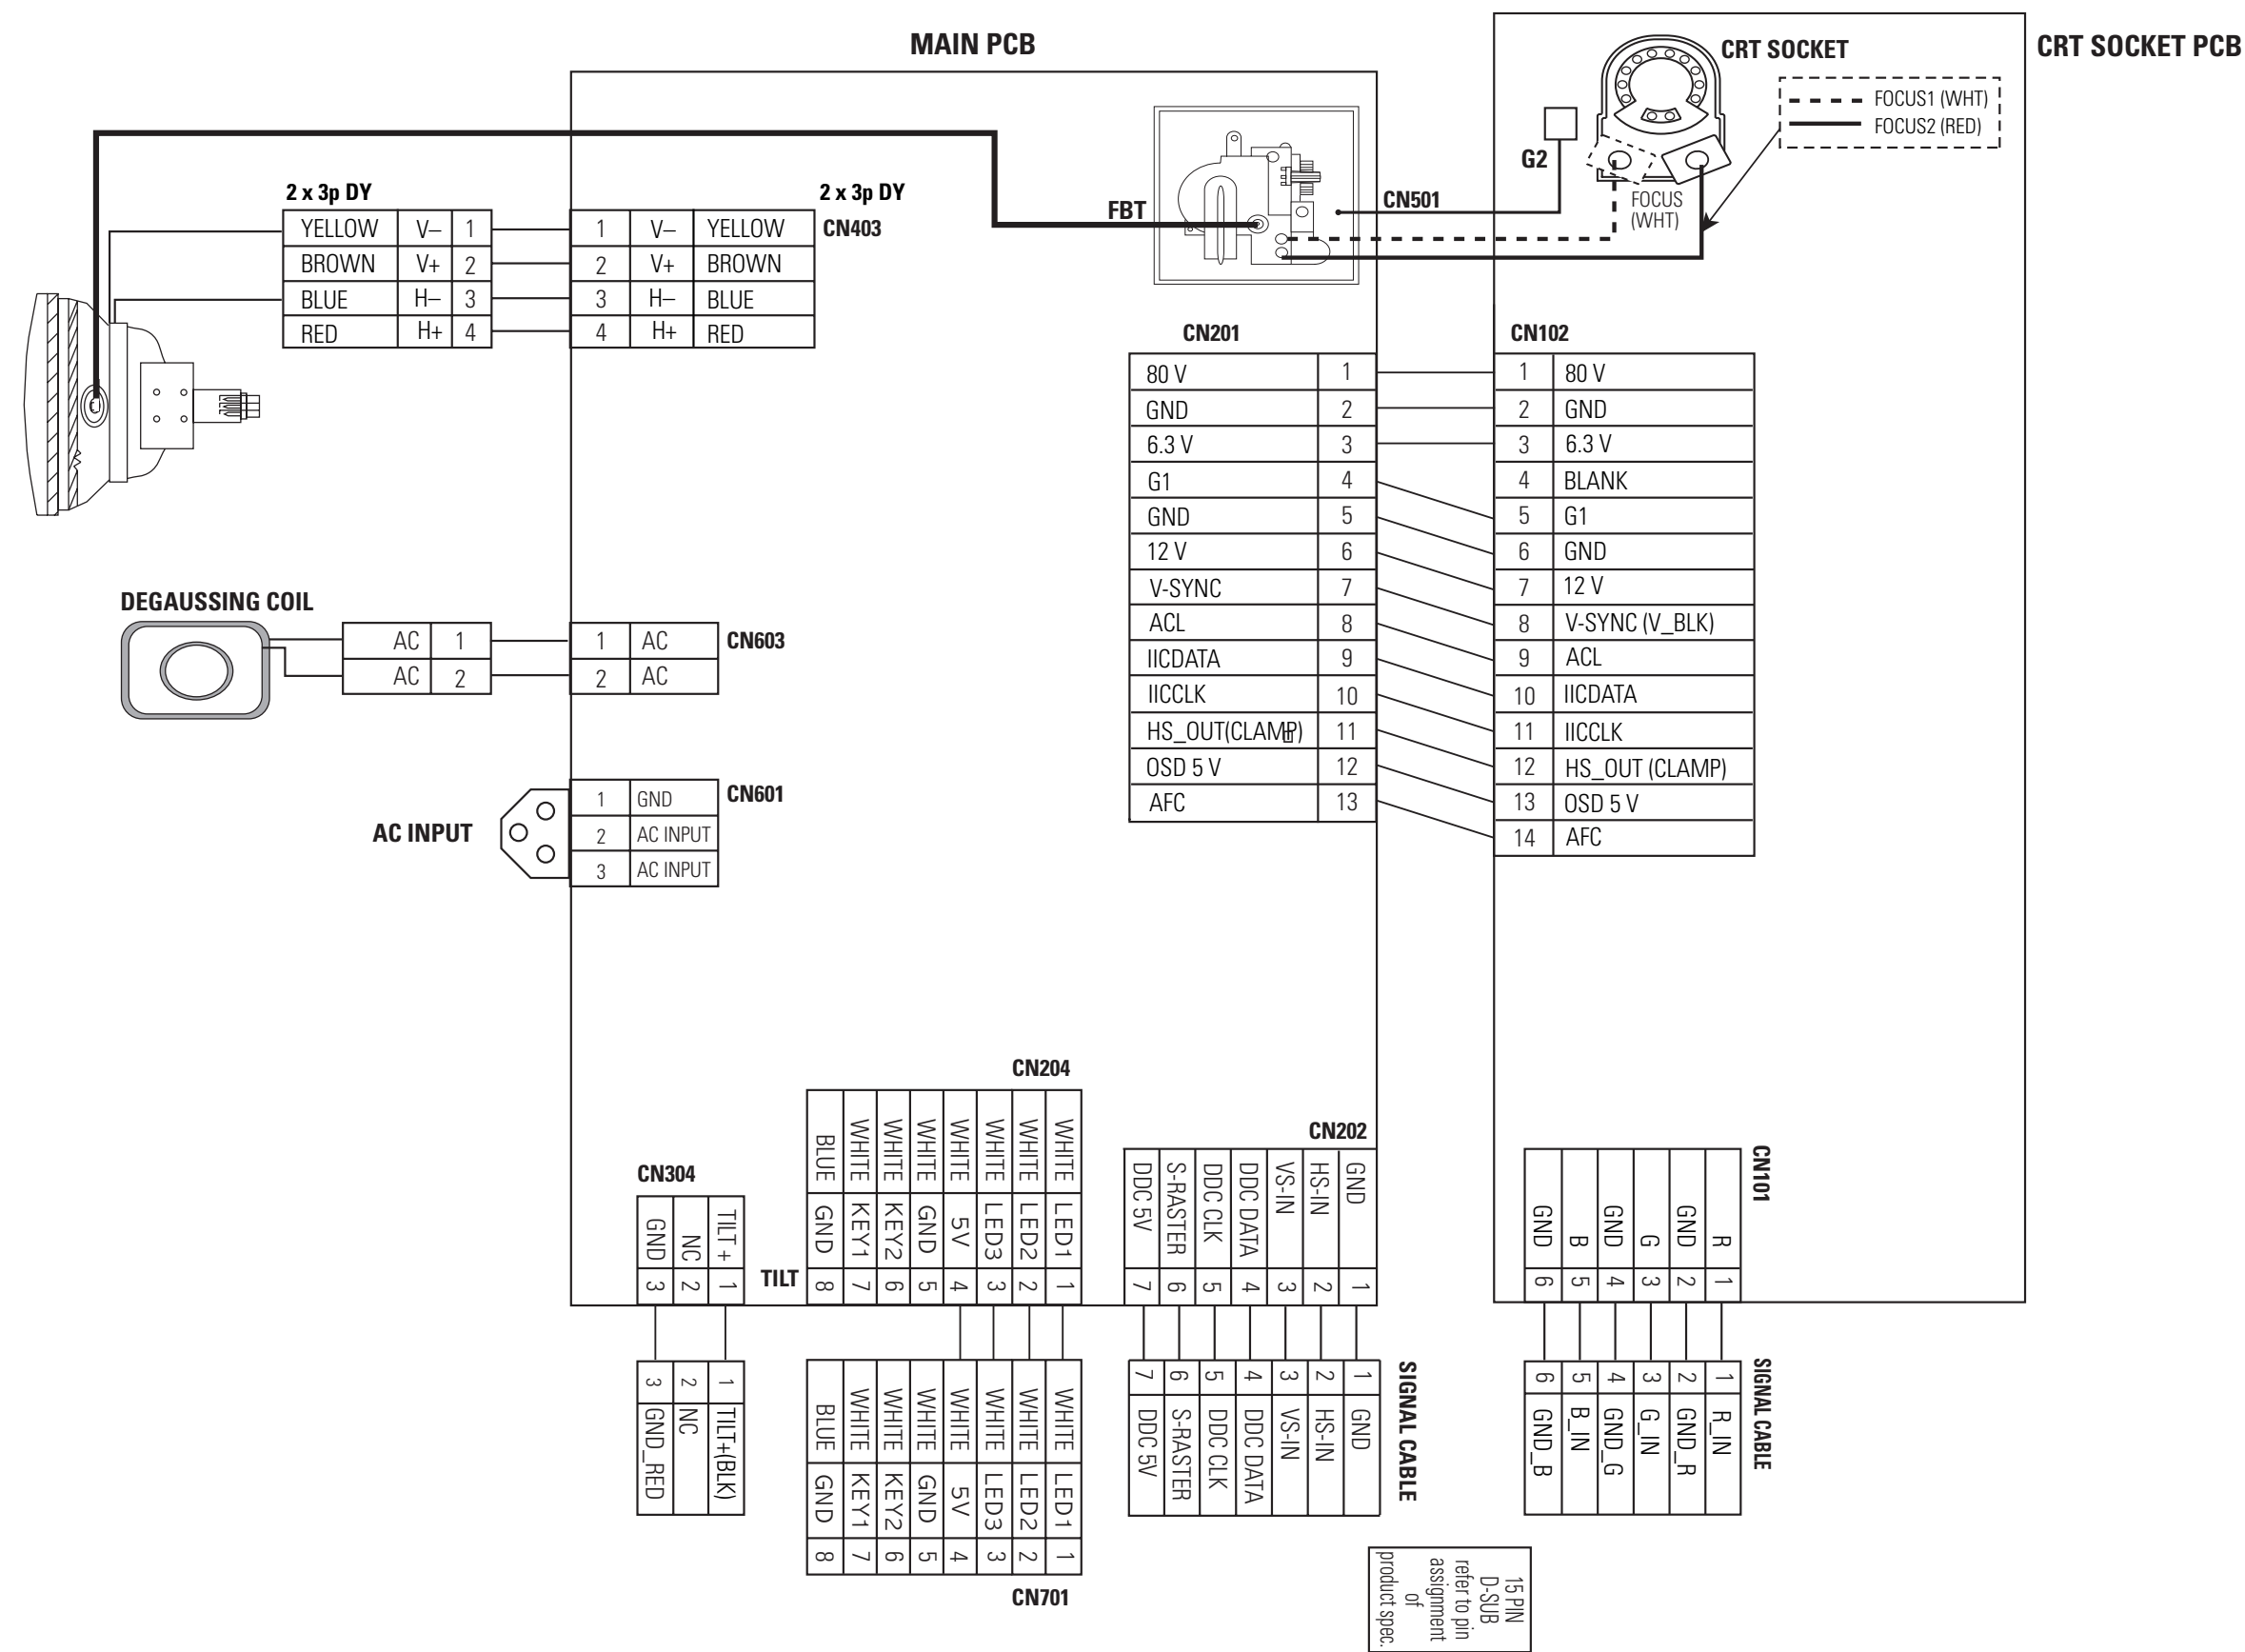 MAIN PCB
CRT SOCKET PCB
CRT SOCKET
FOCUS1 (WHT)
FOCUS2 (RED)
G2
FOCUS
(WHT)
CN501
FBT
2 x 3p DY
YELLOW V– 1
BROWN V+ 2
BLUE H– 3
RED H+ 4
2 x 3p DY
CN403
1 V– YELLOW
2 V+ BROWN
3 H– BLUE
4 H+ RED
CN201
80 V 1
GND 2
6.3 V 3
G1 4
GND 5
12 V 6
V-SYNC 7
ACL 8
IICDATA 9
IICCLK 10
HS_OUT(CLAMP) 11
OSD 5 V 12
AFC 13
CN102
1 80 V
2 GND
3 6.3 V
4 BLANK
5 G1
6 GND
7 12 V
8 V-SYNC (V_BLK)
9 ACL
10 IICDATA
11 IICCLK
12 HS_OUT (CLAMP)
13 OSD 5 V
14 AFC
DEGAUSSING COIL
AC 1
AC 2
1 AC
2 AC
CN603
AC INPUT
1 GND
2 AC INPUT
3 AC INPUT
CN601
CN304
TILT + 1
NC 2
GND 3
TILT
1 TILT+(BLK)
2 NC
3 GND_RED
CN204
WHITE LED1 1
WHITE LED2 2
WHITE LED3 3
WHITE 5V 4
WHITE GND 5
WHITE KEY2 6
WHITE KEY1 7
BLUE GND 8
WHITE LED1 1
WHITE LED2 2
WHITE LED3 3
WHITE 5V 4
WHITE GND 5
WHITE KEY2 6
WHITE KEY1 7
BLUE GND 8
CN701
CN202
GND 1
HS-IN 2
VS-IN 3
DDC DATA 4
DDC CLK 5
S-RASTER 6
DDC 5V 7
SIGNAL CABLE
1 GND
2 HS-IN
3 VS-IN
4 DDC DATA
5 DDC CLK
6 S-RASTER
7 DDC 5V
CN101
R 1
GND 2
G 3
GND 4
B 5
GND 6
SIGNAL CABLE
1 R_IN
2 GND_R
3 G_IN
4 GND_G
5 B_IN
6 GND_B
15 PIN
D-SUB
refer to pin
assignment
of
product spec.